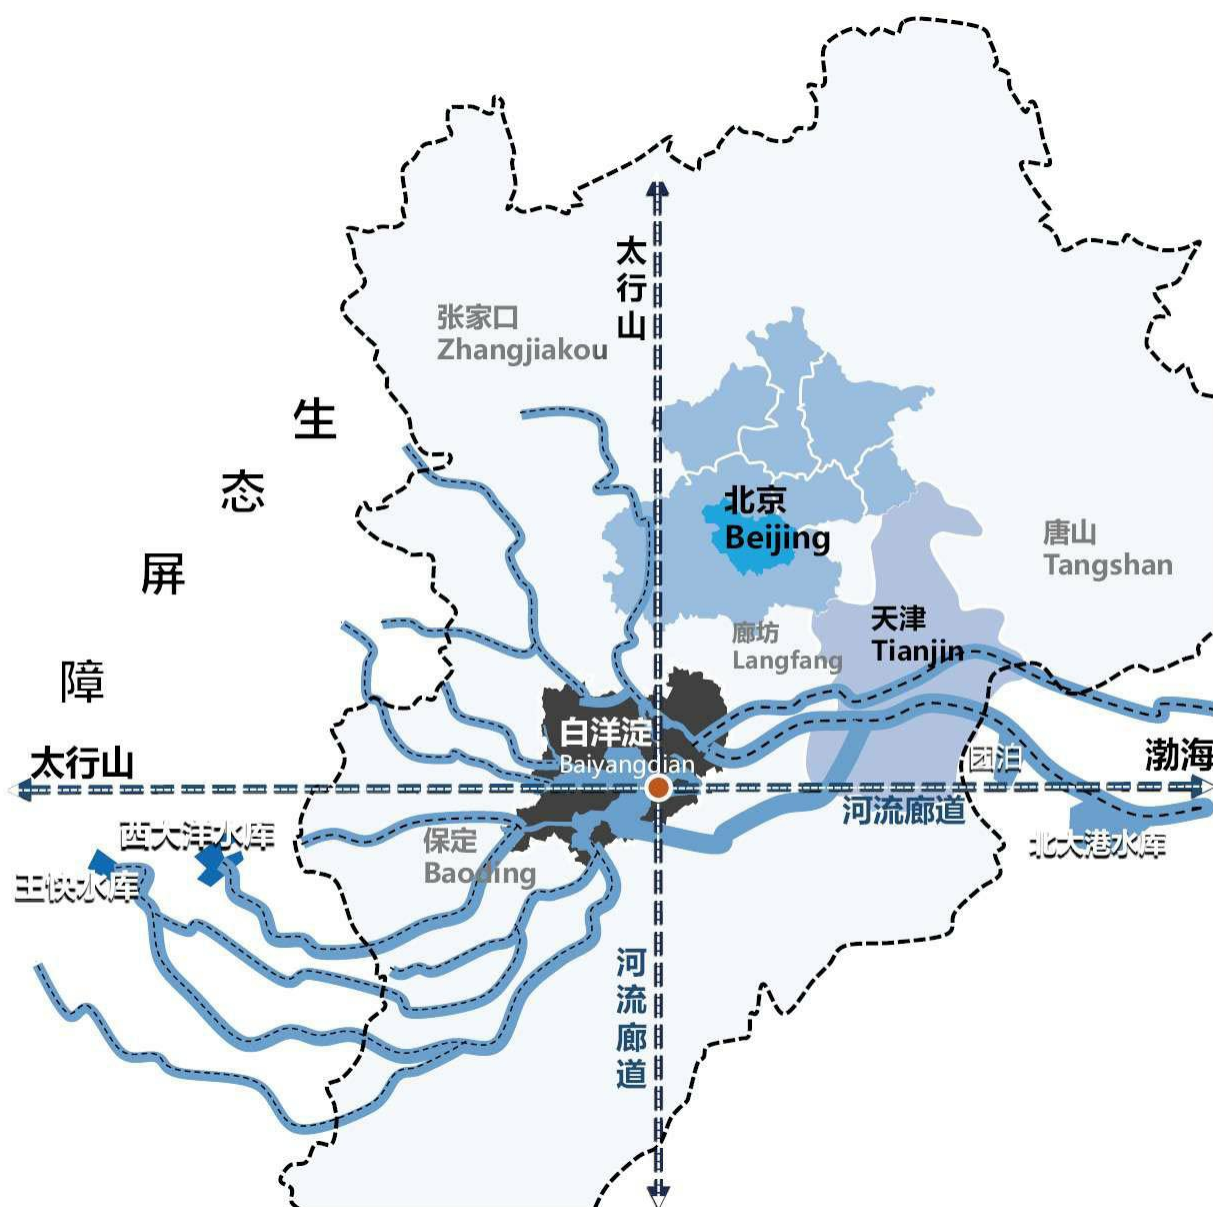 太行山
张家口
Zhangjiakou
生态屏障
北京
Beijing
唐山
Tangshan
天津
Tianjin
廊坊
Langfang
白洋淀
Baiyangdian
太行山
团泊
渤海
河流廊道
西大洋水库
保定
Baoding
北大港水库
王快水库
河流廊道